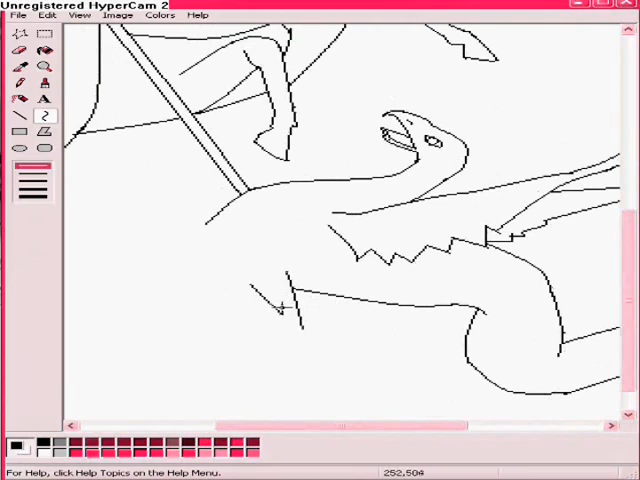 Unregistered HyperCam 2
File Edit View Image Colors Help
A
For Help, click Help Topics on the Help Menu.
252,504